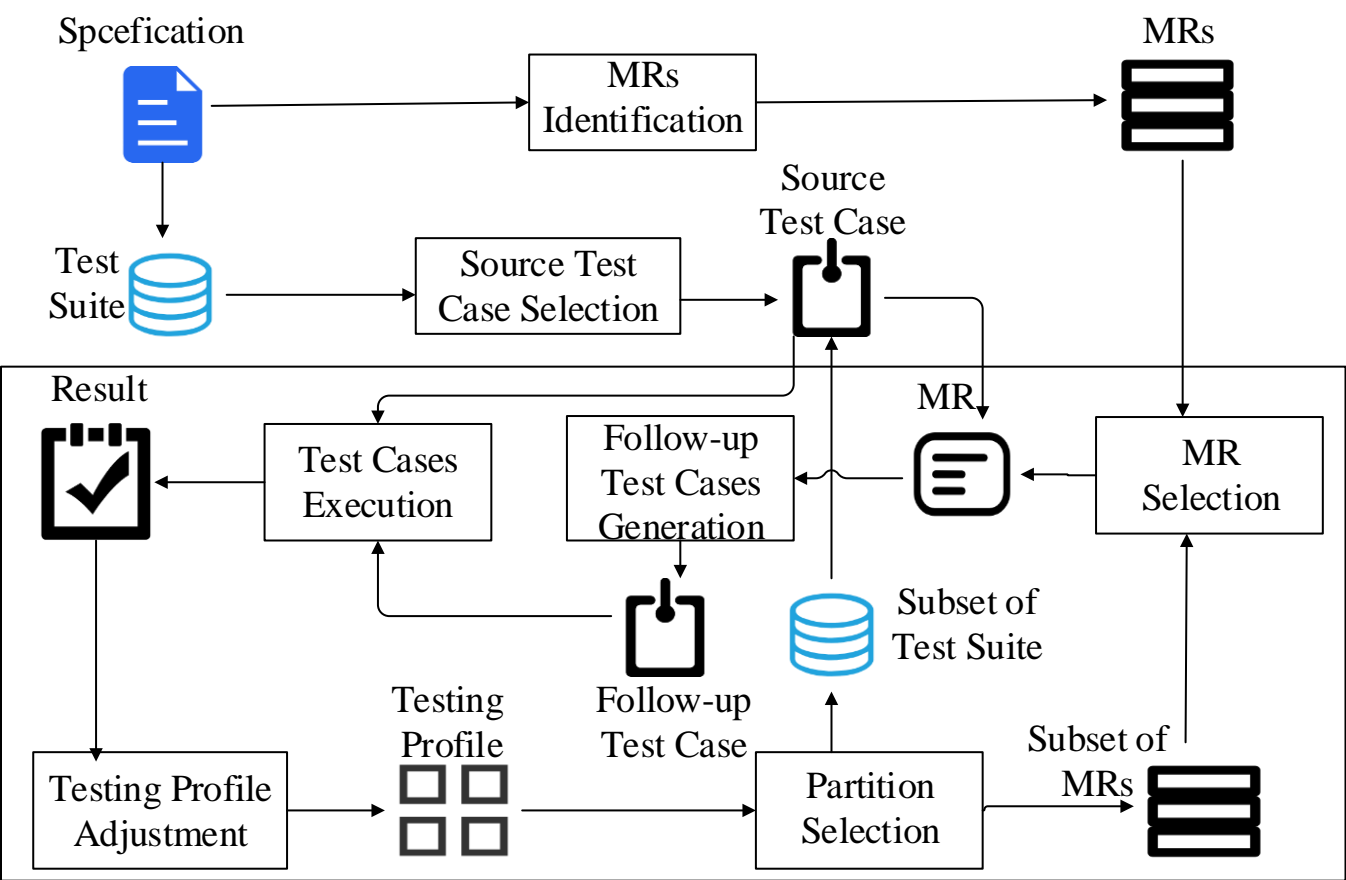 Spcefication
MRs
Identification
MRs
Source
Test Case
Test
Suite
Source Test
Case Selection
Result
Test Cases
Execution
Follow-up
Test Cases
Generation
MR
MR
Selection
Subset of
Test Suite
Follow-up
Test Case
Testing
Profile
Subset of
MRs
Testing Profile
Adjustment
Partition
Selection